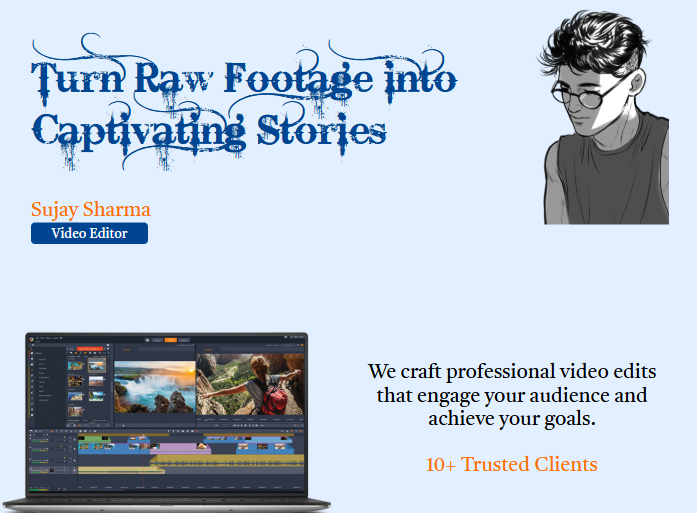 Turn Raw Footage into
Captivating Stories
Sujay Sharma
Video Editor
We craft professional video edits
that engage your audience and
achieve your goals.
10+ Trusted Clients